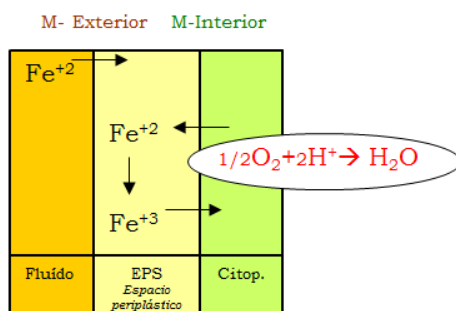 M- Exterior M-Interior
Fe+2
Fe+2
1/2O2+2H+→ H2O
Fe+3
Fluído EPS Citop.
Espacio
periplástico